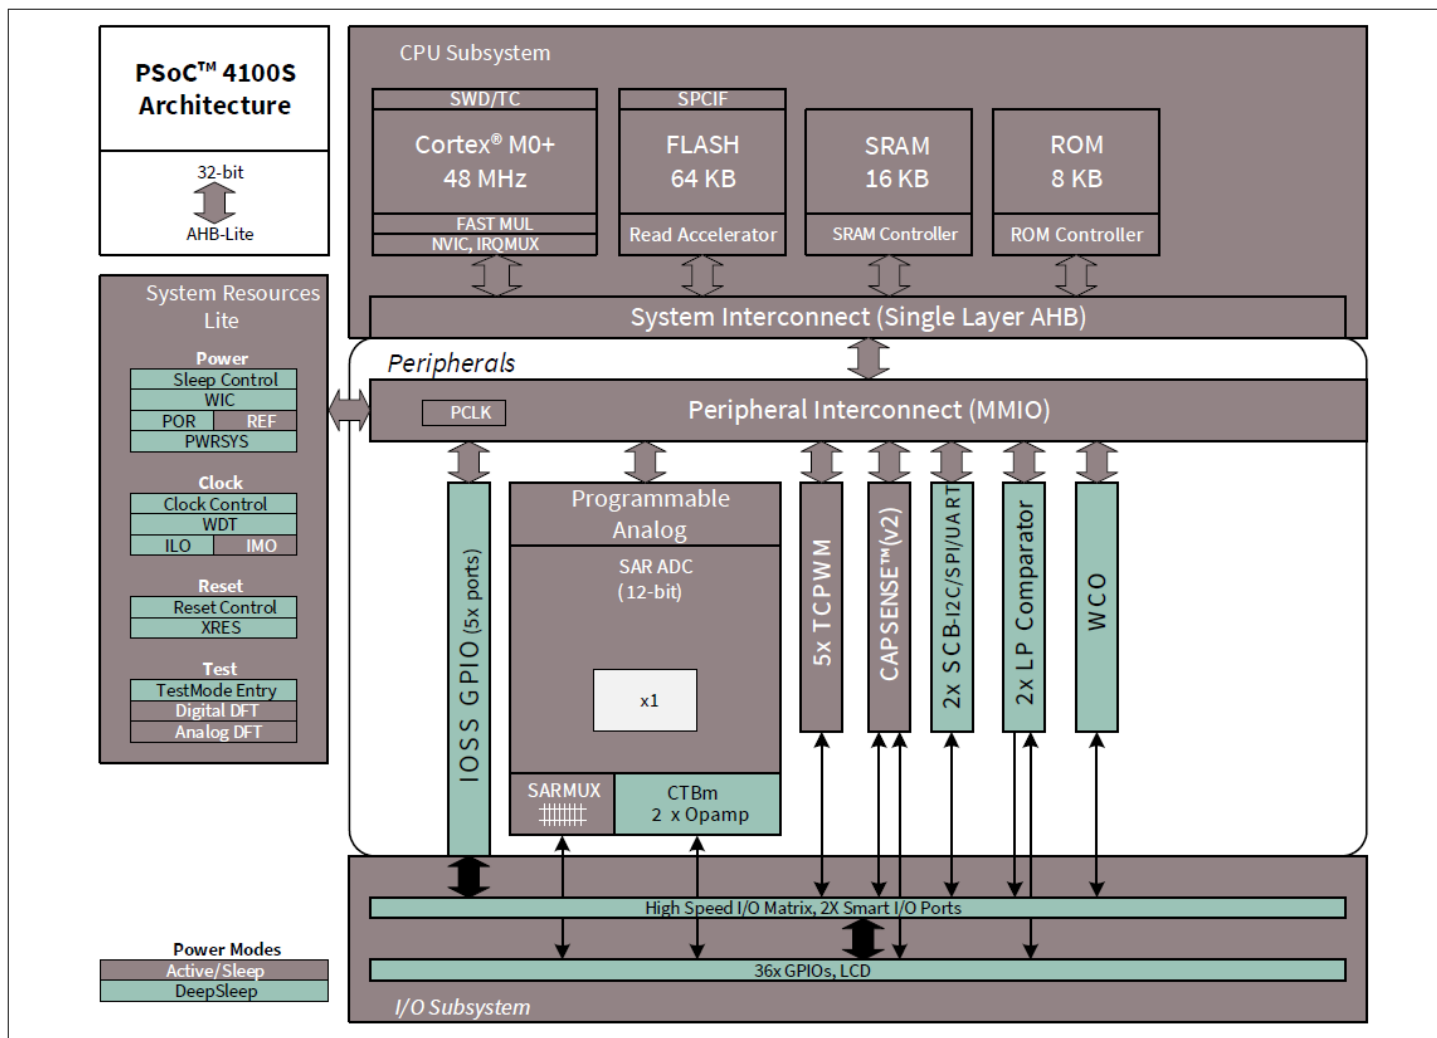 PSoC™ 4100S
Architecture
32-bit
AHB-Lite
CPU Subsystem
SWD/TC
Cortex® M0+
48 MHz
FAST MUL
NVIC, IRQMUX
SPCIF
FLASH
64 KB
Read Accelerator
SRAM
16 KB
SRAM Controller
ROM
8 KB
ROM Controller
System Interconnect (Single Layer AHB)
System Resources
Lite
Power
Sleep Control
WIC
POR
REF
PWRSYS
Clock
Clock Control
WDT
ILO
IMO
Reset
Reset Control
XRES
Test
TestMode Entry
Digital DFT
Analog DFT
Peripherals
PCLK
Peripheral Interconnect (MMIO)
IOSS GPIO (5x ports)
Programmable
Analog
SAR ADC
(12-bit)
x1
SARMUX
CTBm
2 x Opamp
5x TCPWM
CAPSENSE™(v2)
2x SCB-I2C/SPI/UART
2x LP Comparator
WCO
High Speed I/O Matrix, 2X Smart I/O Ports
36x GPIOs, LCD
I/O Subsystem
Power Modes
Active/Sleep
DeepSleep